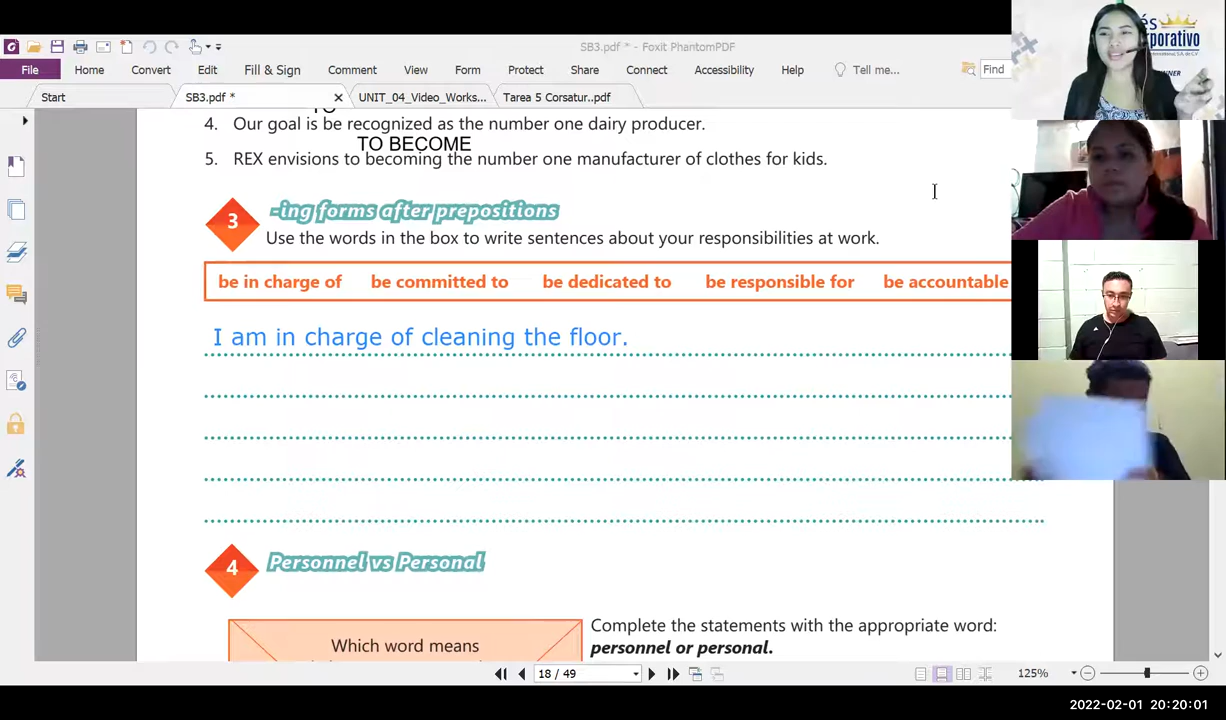 SB3.pdf * - Foxit PhantomPDF
File Home Convert Edit Fill & Sign Comment View Form Protect Share Connect Accessibility Help Tell me... Find
Start SB3.pdf * UNIT_04_Video_Works... Tarea 5 Corsatur..pdf
4. Our goal is be recognized as the number one dairy producer.
TO BECOME
5. REX envisions to becoming the number one manufacturer of clothes for kids.
3 -ing forms after prepositions
Use the words in the box to write sentences about your responsibilities at work.
be in charge of be committed to be dedicated to be responsible for be accountable
I am in charge of cleaning the floor.
4 Personnel vs Personal
Which word means
Complete the statements with the appropriate word:
personnel or personal.
18 / 49
125%
2022-02-01 20:20:01